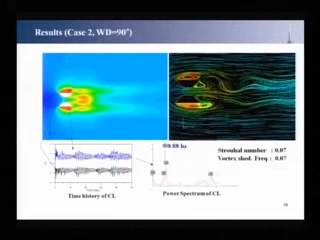 Results (Case 2, WD=90˚)
0.88 hz
Strouhal number : 0.07
Vortex shed. Freq : 0.07
Time history of CL
Power Spectrum of CL